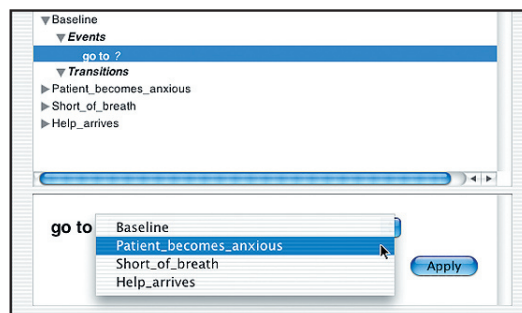 Baseline
Events
go to ?
Transitions
Patient_becomes_anxious
Short_of_breath
Help_arrives
go to
Baseline
Patient_becomes_anxious
Short_of_breath
Help_arrives
Apply